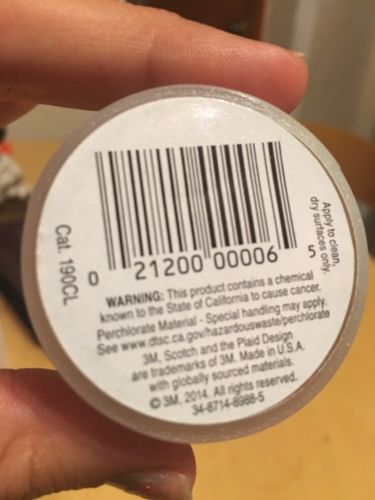 Apply to clean,
dry surfaces only.
Cat. 190CL
0 21200 00006 5
WARNING: This product contains a chemical
known to the State of California to cause cancer.
Perchlorate Material - Special handling may apply.
See www.dtsc.ca.gov/hazardouswaste/perchlorate
3M, Scotch and the Plaid Design
are trademarks of 3M. Made in U.S.A.
with globally sourced materials.
© 3M, 2014. All rights reserved.
34-8714-8988-5